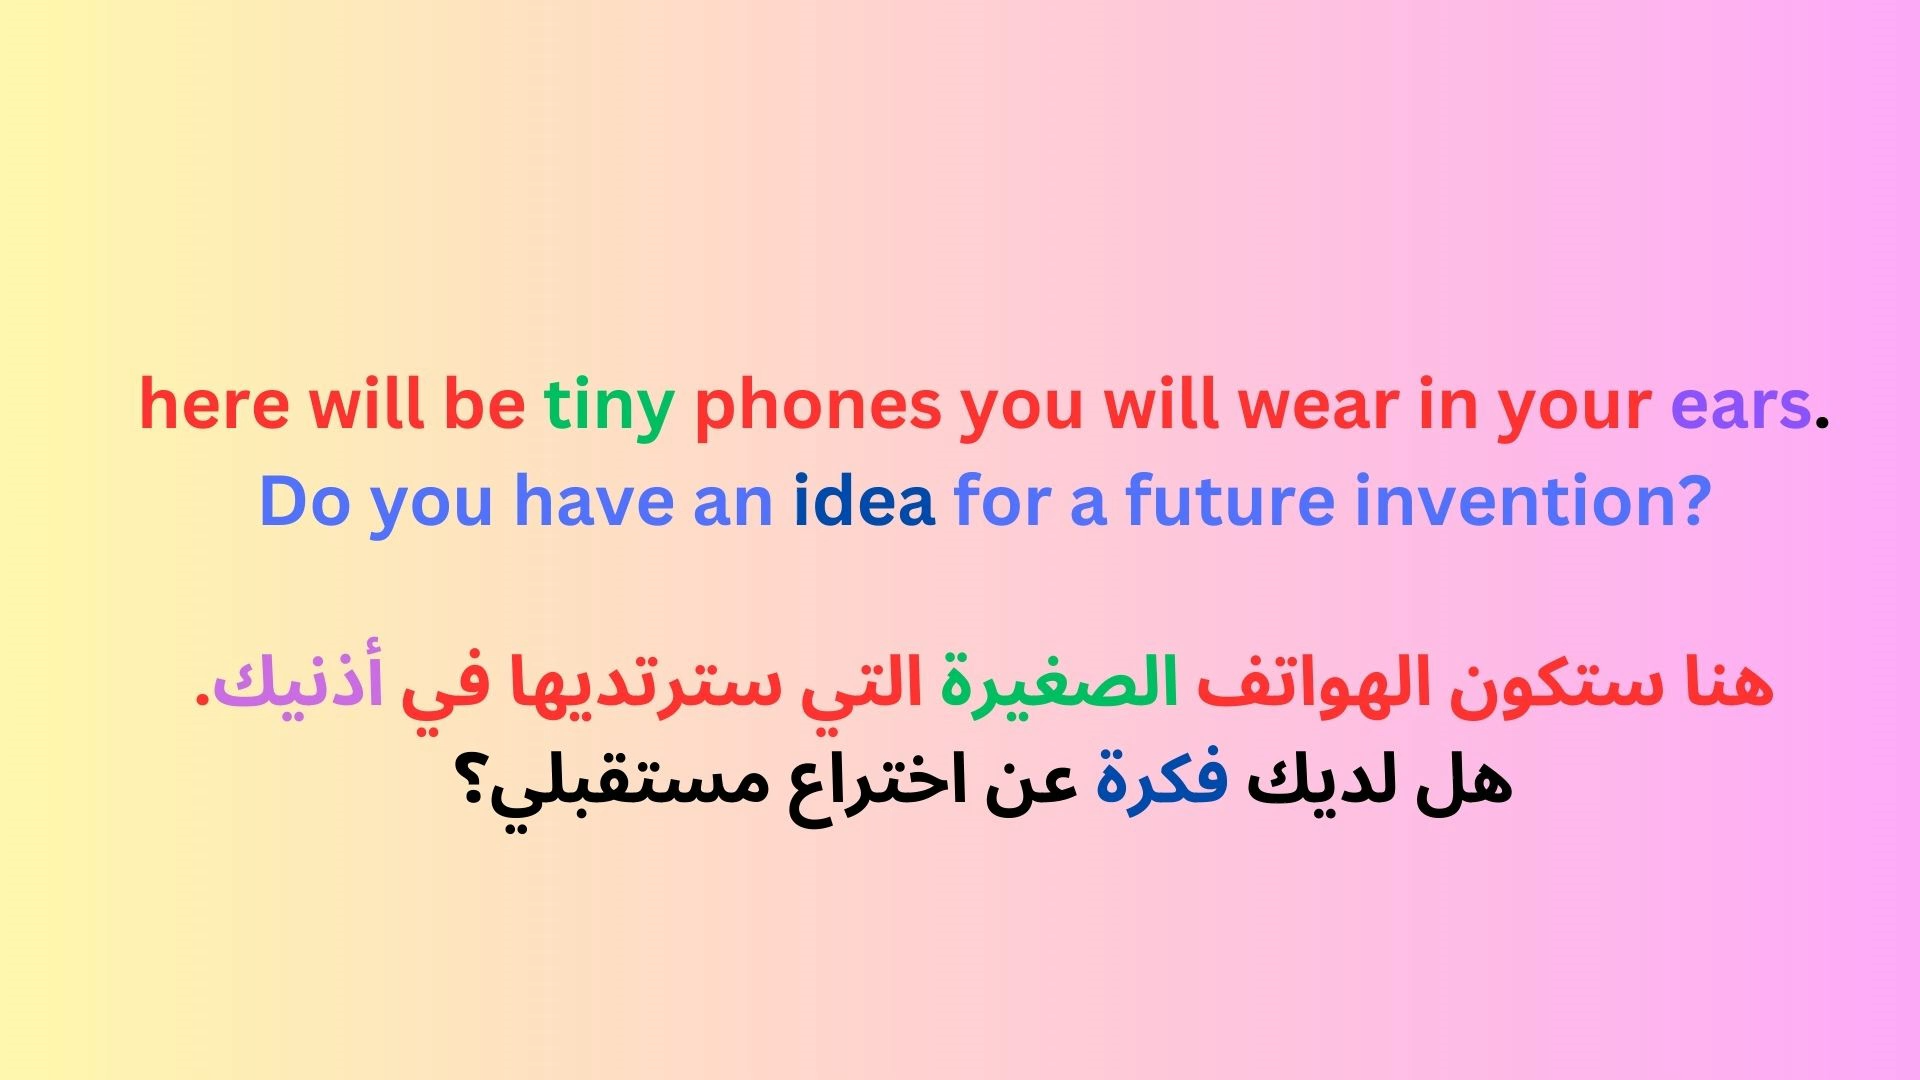 here will be tiny phones you will wear in your ears.
Do you have an idea for a future invention?
هنا ستكون الهواتف الصغيرة التي سترتديها في أذنيك.
هل لديك فكرة عن اختراع مستقبلي؟